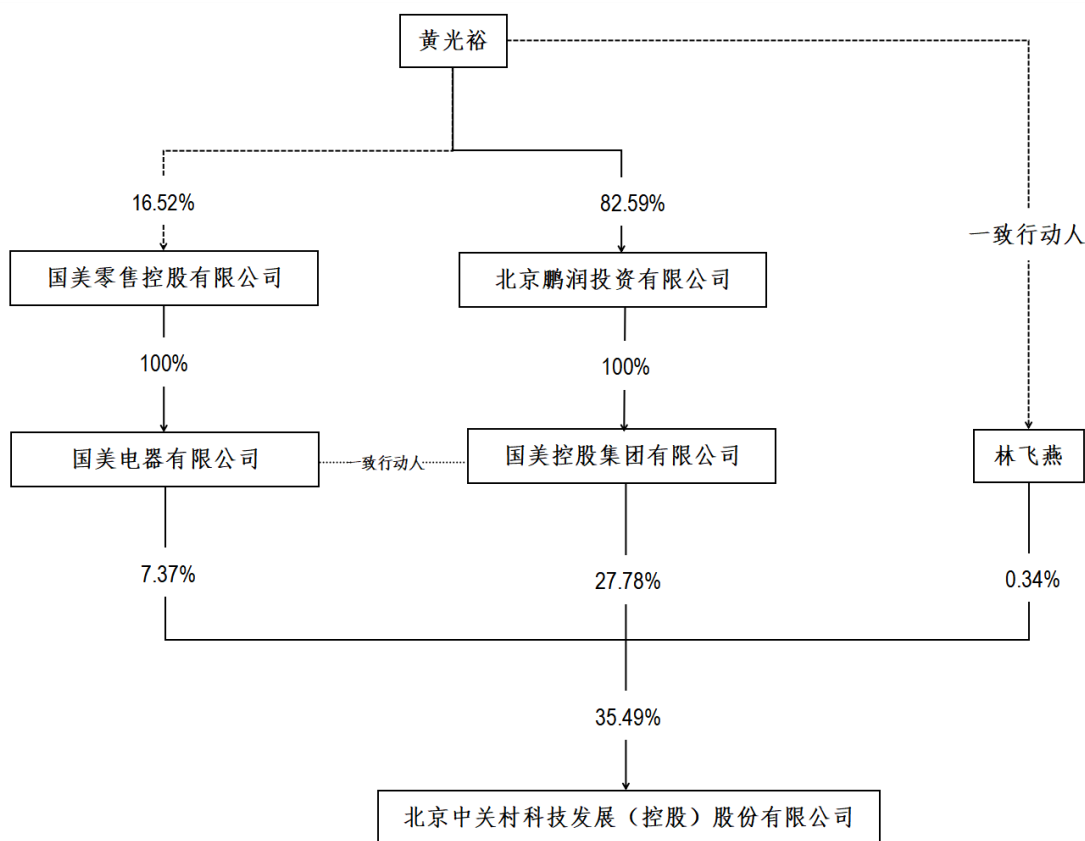 黄光裕
16.52%
82.59%
一致行动人
国美零售控股有限公司
北京鹏润投资有限公司
100%
100%
国美电器有限公司
一致行动人
国美控股集团有限公司
林飞燕
7.37%
27.78%
0.34%
35.49%
北京中关村科技发展（控股）股份有限公司